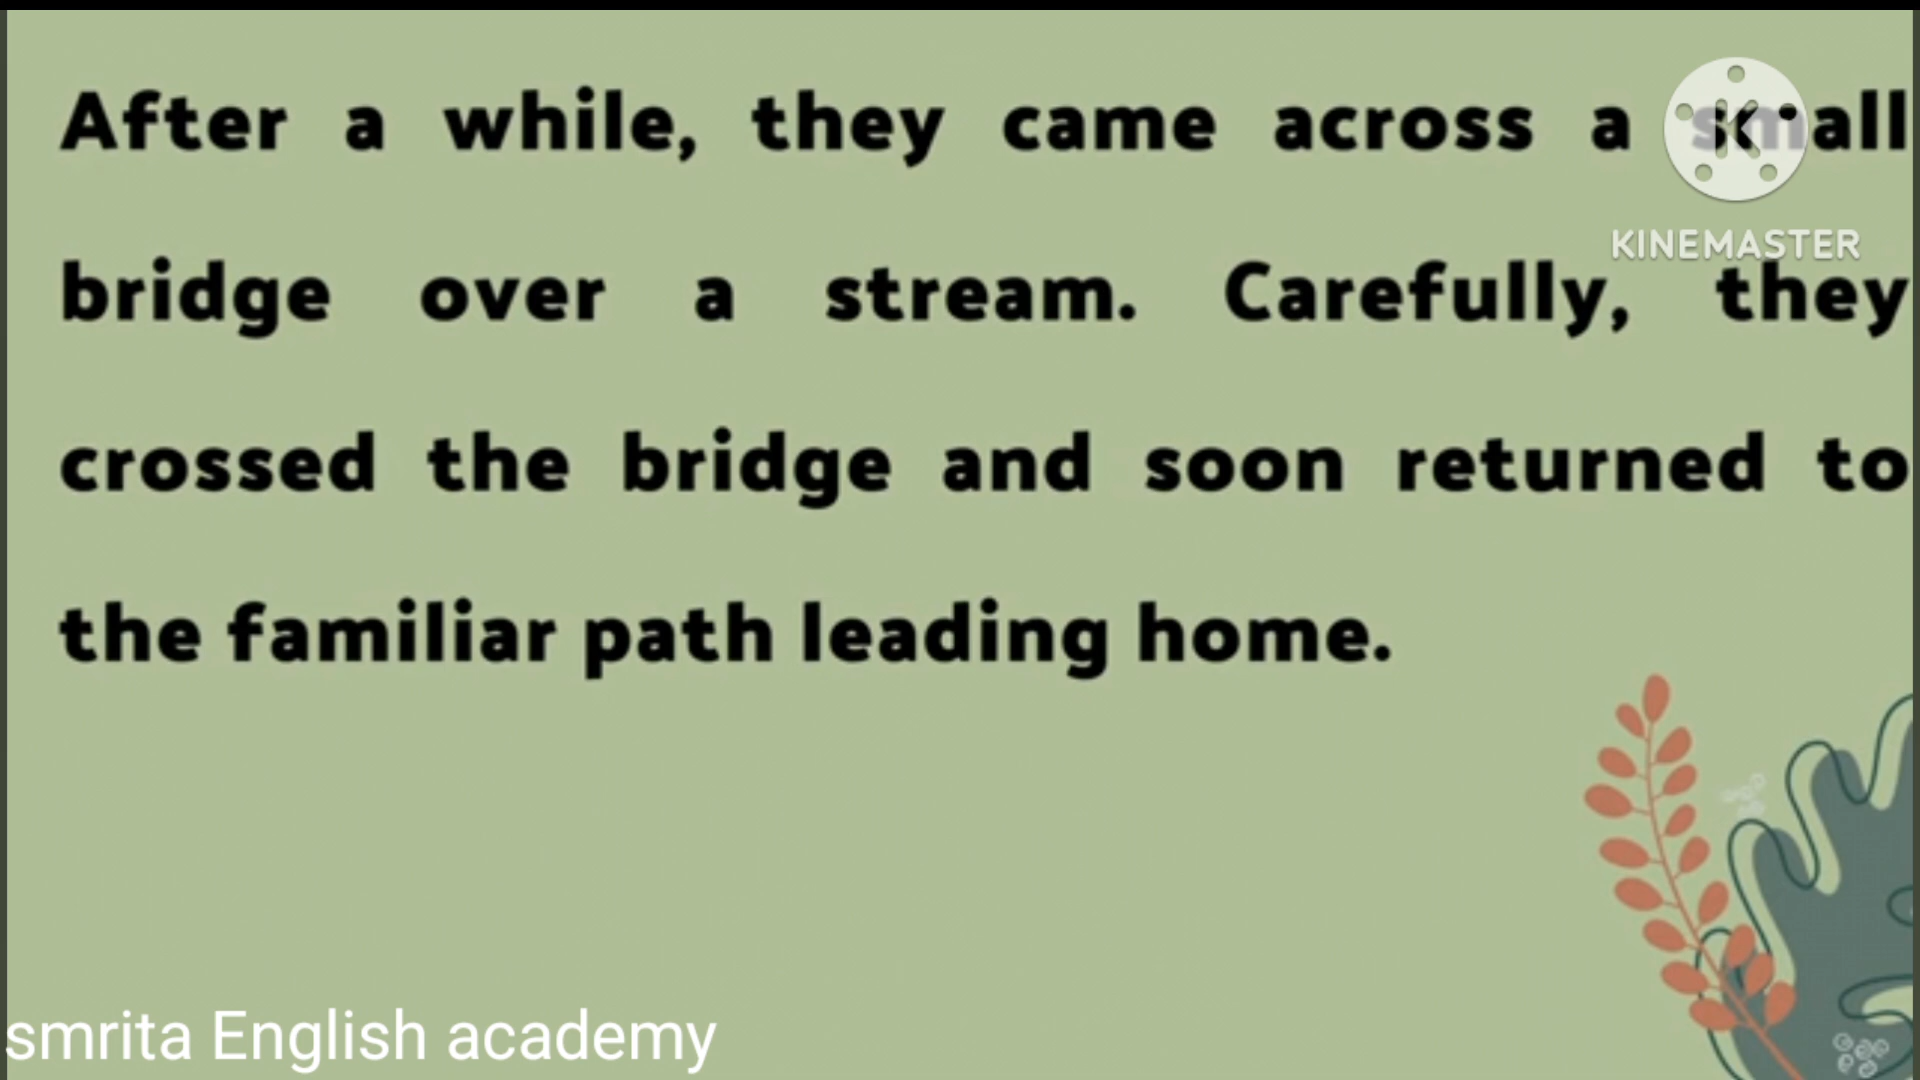 After a while, they came across a small
KINEMASTER
bridge over a stream. Carefully, they
crossed the bridge and soon returned to
the familiar path leading home.
smrita English academy